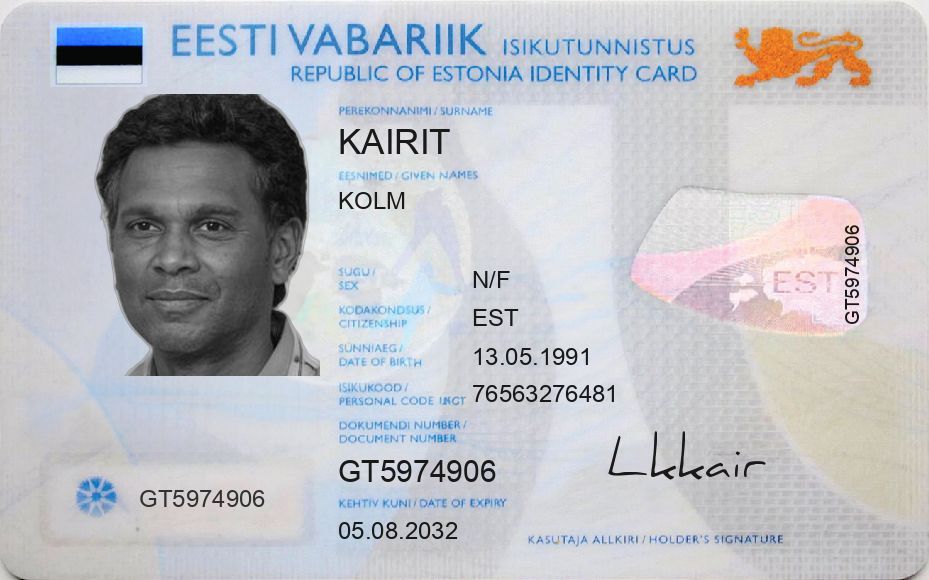 EESTI VABARIIK ISIKUTUNNISTUS
REPUBLIC OF ESTONIA IDENTITY CARD
PEREKONNANIMI / SURNAME
KAIRIT
EESNIMED / GIVEN NAMES
KOLM
SUGU /
SEX
N/F
KODAKONDSUS /
CITIZENSHIP
EST
SÜNNIAEG /
DATE OF BIRTH
13.05.1991
ISIKUKOOD /
PERSONAL CODE
76563276481
DOKUMENDI NUMBER /
DOCUMENT NUMBER
GT5974906
KEHTIV KUNI / DATE OF EXPIRY
05.08.2032
GT5974906
EST
GT5974906
Lkkair
KASUTAJA ALLKIRI / HOLDER'S SIGNATURE